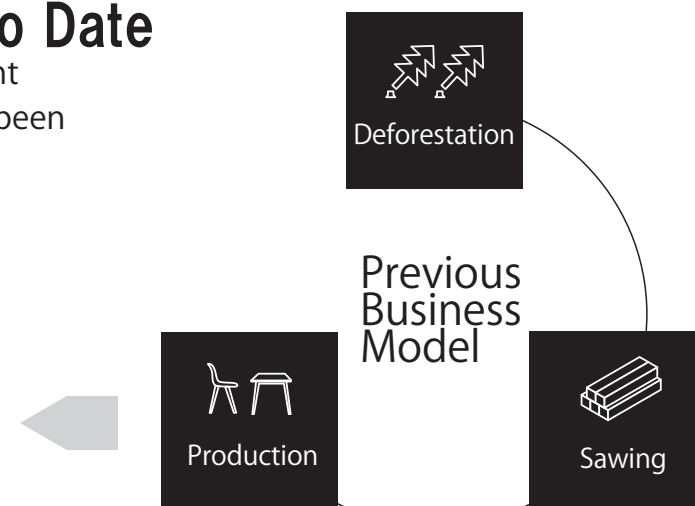 o Date
nt
been
Deforestation
Previous
Business
Model
Production
Sawing